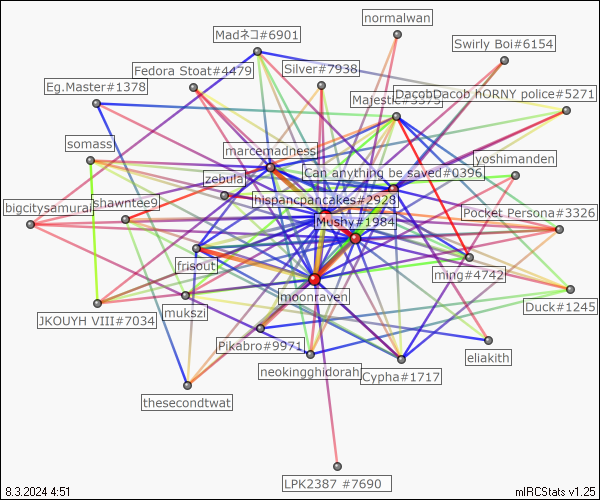 normalwan
Madネコ#6901
Swirly Boi#6154
Fedora Stoat#4479
Silver#7938
Eg.Master#1378
DacobDacob hORNY police#5271
somass
marcemadness
yoshimanden
zebula
Can anything be saved#0396
bigcitysamurai
shawntee9
hispancpancakes#2928
Pocket Persona#3326
Mushy#1984
frisout
ming#4742
moonraven
Duck#1245
JKOUYH VIII#7034
mukszi
Pikabro#9971
eliakith
neokingghidorah
Cypha#1717
thesecondtwat
LPK2387 #7690
8.3.2024 4:51
mIRCStats v1.25